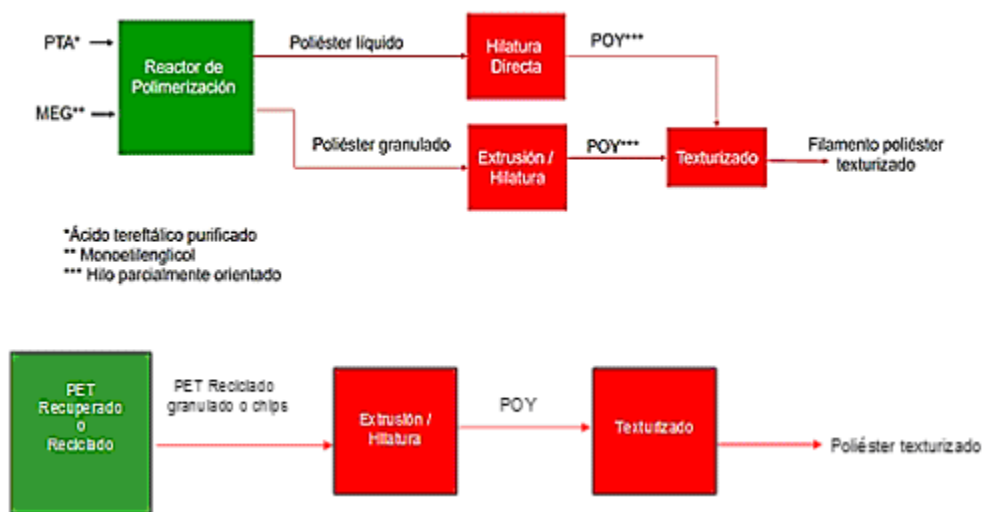 PTA*
MEG**
Reactor de
Polimerización
Poliéster líquido
Poliéster granulado
Hilatura
Directa
Extrusión /
Hilatura
POY***
POY***
Texturizado
Filamento poliéster
texturizado
*Ácido tereftálico purificado
** Monoetilenglicol
*** Hilo parcialmente orientado
PET
Recuperado
o
Reciclado
PET Reciclado
granulado o chips
Extrusión /
Hilatura
POY
Texturizado
Poliéster texturizado